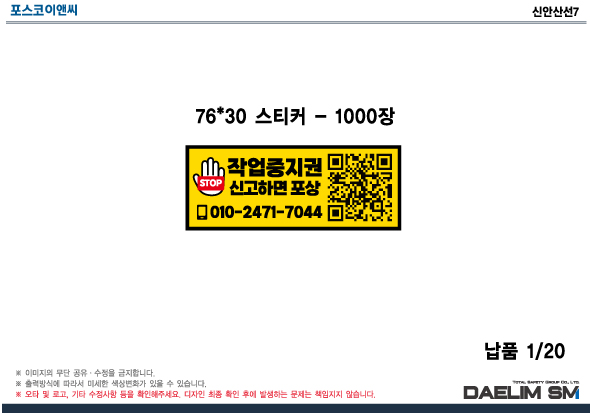 포스코이앤씨
신안산선7
76*30 스티커 - 1000장
작업중지권
STOP
신고하면 포상
010-2471-7044
납품 1/20
※ 이미지의 무단 공유 · 수정을 금지합니다.
※ 출력방식에 따라서 미세한 색상변화가 있을 수 있습니다.
※ 오타 및 로고, 기타 수정사항 등을 확인해주세요. 디자인 최종 확인 후에 발생하는 문제는 책임지지 않습니다.
Total Safety Group Co., Ltd
DAELIM SM